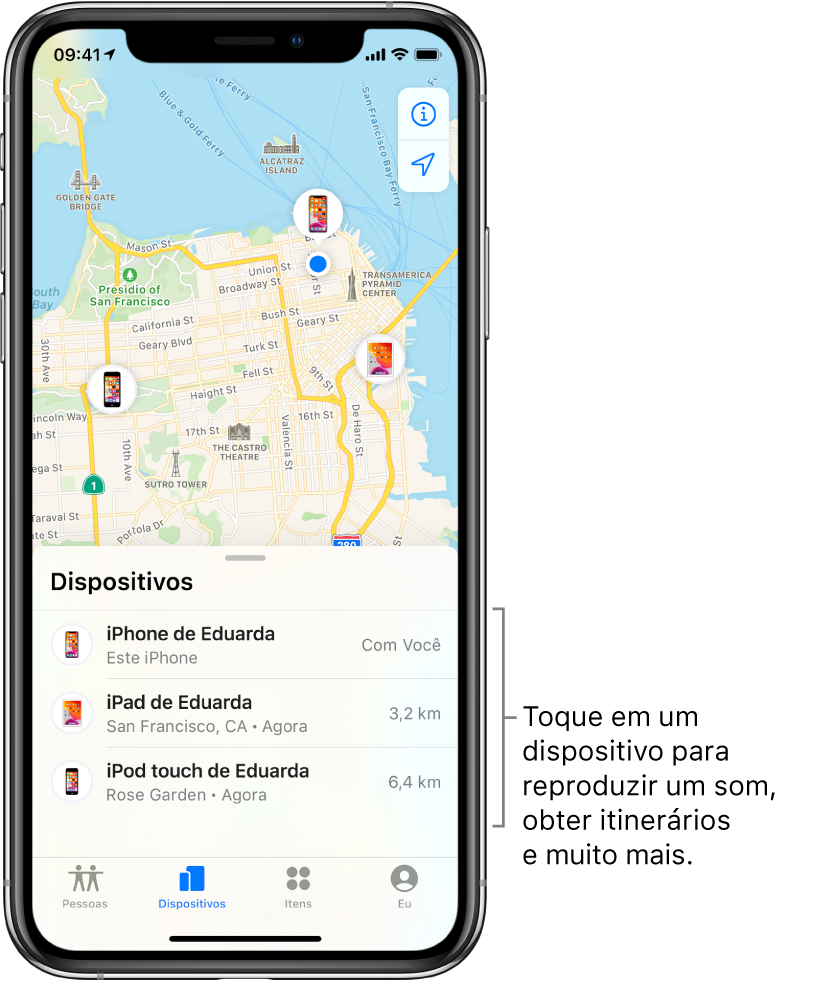 09:41
Blue & Gold Ferry
San Francisco Bay Ferry
ALCATRAZ
ISLAND
GOLDEN GATE
BRIDGE
Mason St
Union St
Broadway St
TRANSAMERICA
PYRAMID
CENTER
Presidio of
San Francisco
South
Bay
California St
Bush St
Geary St
Geary Blvd
Turk St
30th Ave
Fell St
9th St
Haight St
Lincoln Way
16th St
De Haro St
17th St
Valencia St
10th Ave
THE CASTRO
THEATRE
SUTRO TOWER
1
Taraval St
Portola Dr
280
Dispositivos
iPhone de Eduarda
Este iPhone
Com Você
iPad de Eduarda
San Francisco, CA • Agora
3,2 km
iPod touch de Eduarda
Rose Garden • Agora
6,4 km
Pessoas
Dispositivos
Itens
Eu
Toque em um
dispositivo para
reproduzir um som,
obter itinerários
e muito mais.